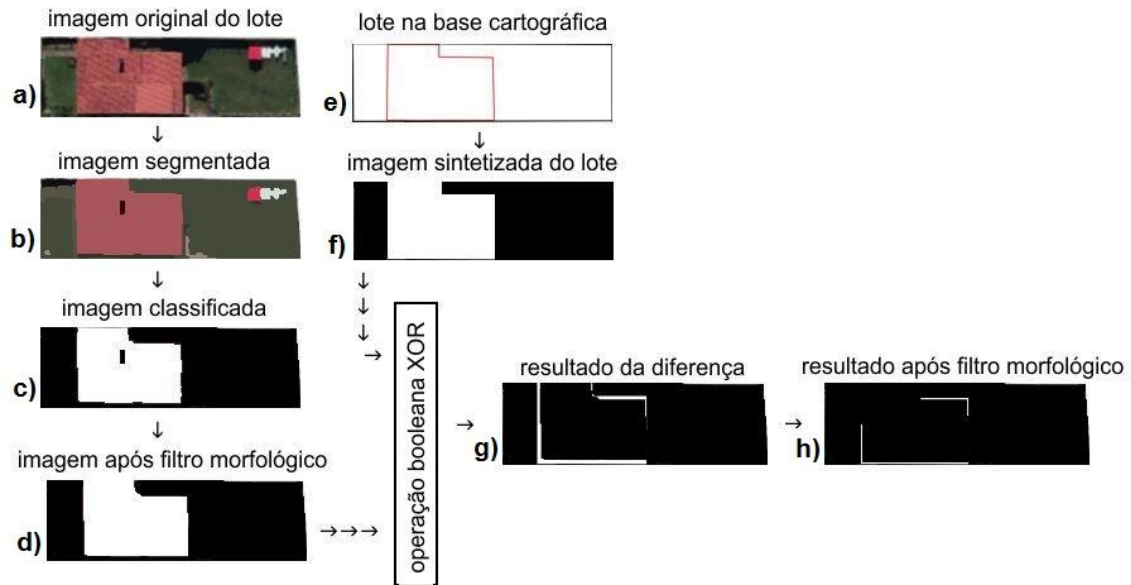 imagem original do lote
a)
↓
imagem segmentada
b)
↓
imagem classificada
c)
↓
imagem após filtro morfológico
d)
→→→
lote na base cartográfica
e)
↓
imagem sintetizada do lote
f)
↓
↓
↓
→
operação booleana XOR
→
resultado da diferença
g)
→
resultado após filtro morfológico
h)